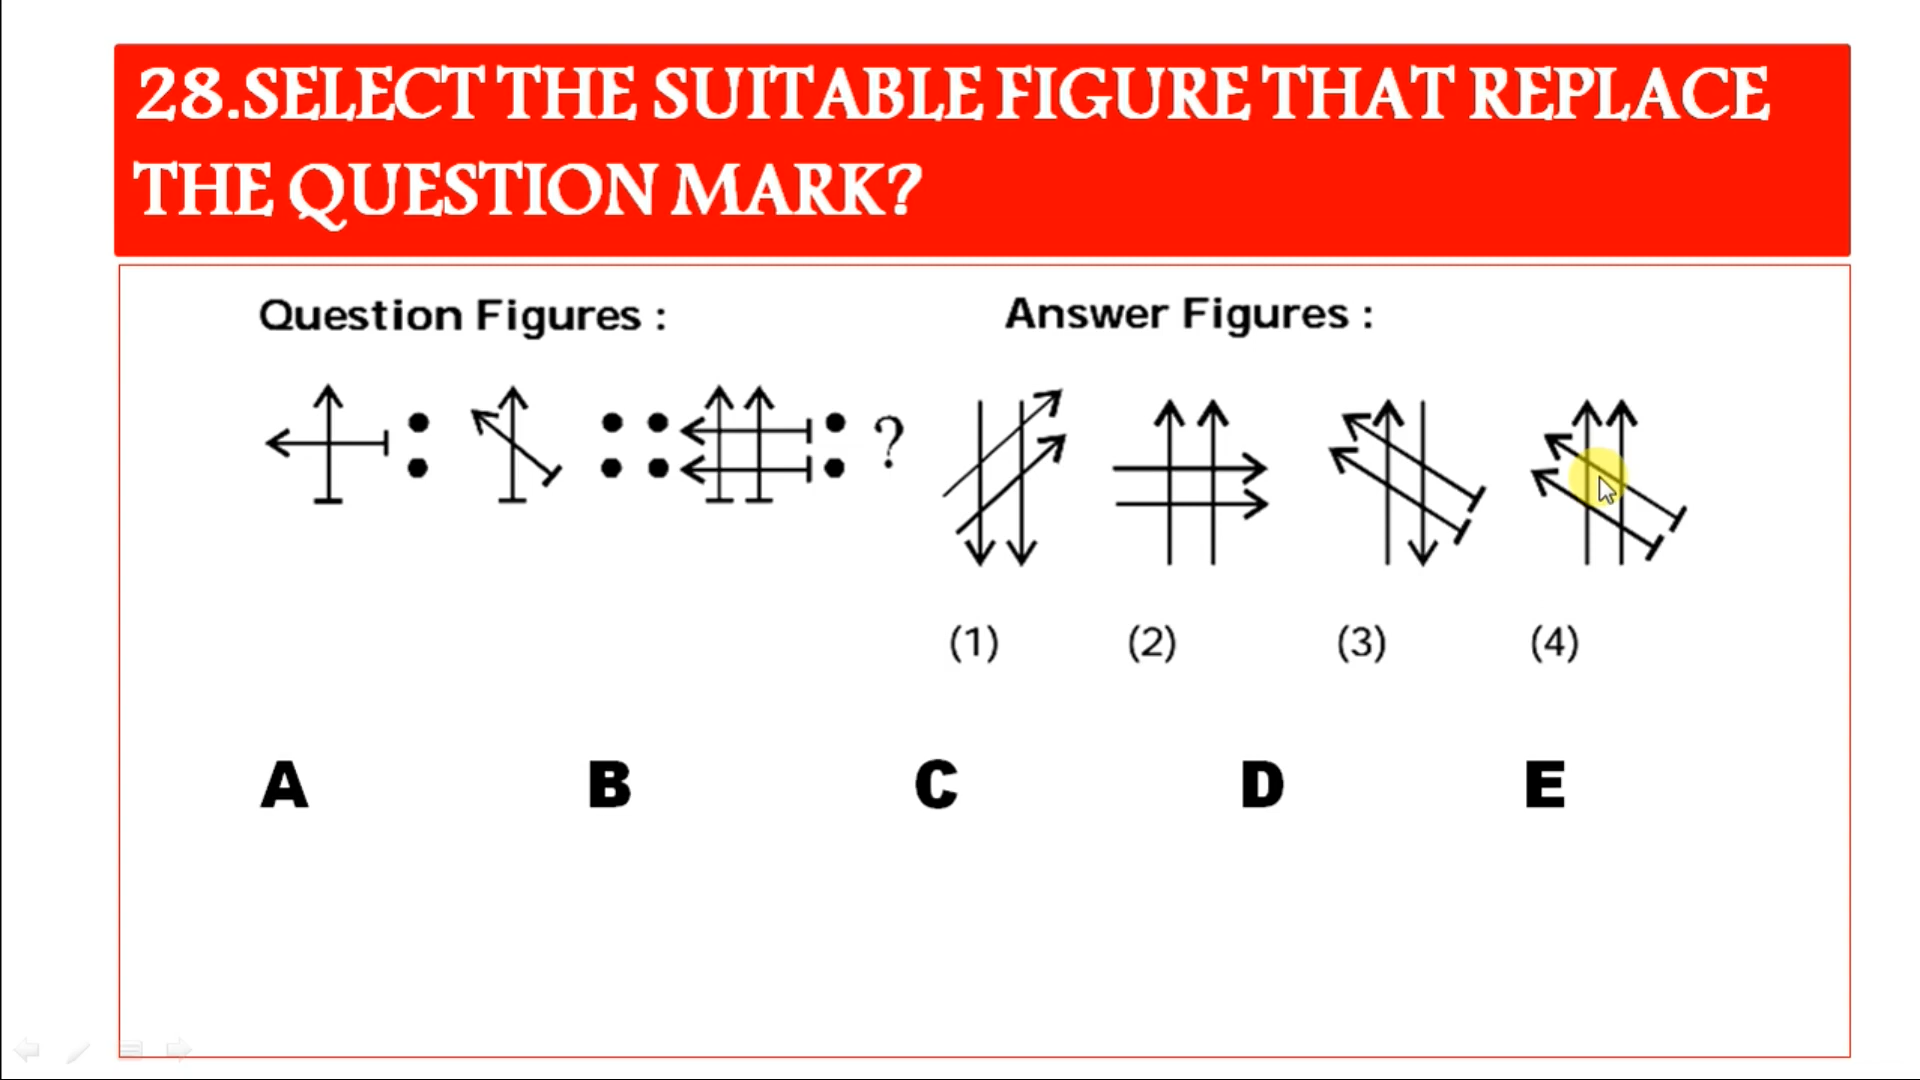 28.SELECT THE SUITABLE FIGURE THAT REPLACE
THE QUESTION MARK?
Question Figures :
Answer Figures :
?
(1) (2) (3) (4)
A B C D E